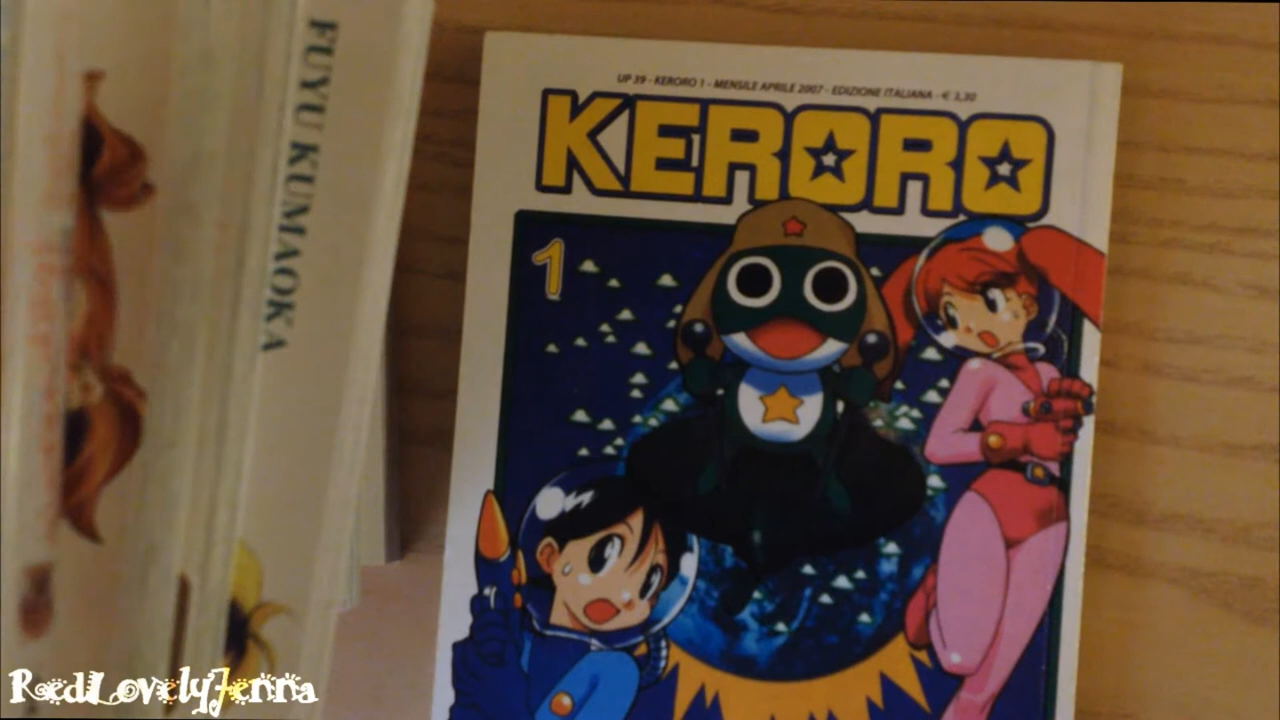 FUYU KUMAOKA
UP 39 - KERORO 1 - MENSILE APRILE 2007 - EDIZIONE ITALIANA - € 3,30
KERORO
1
RedLovelyJenna